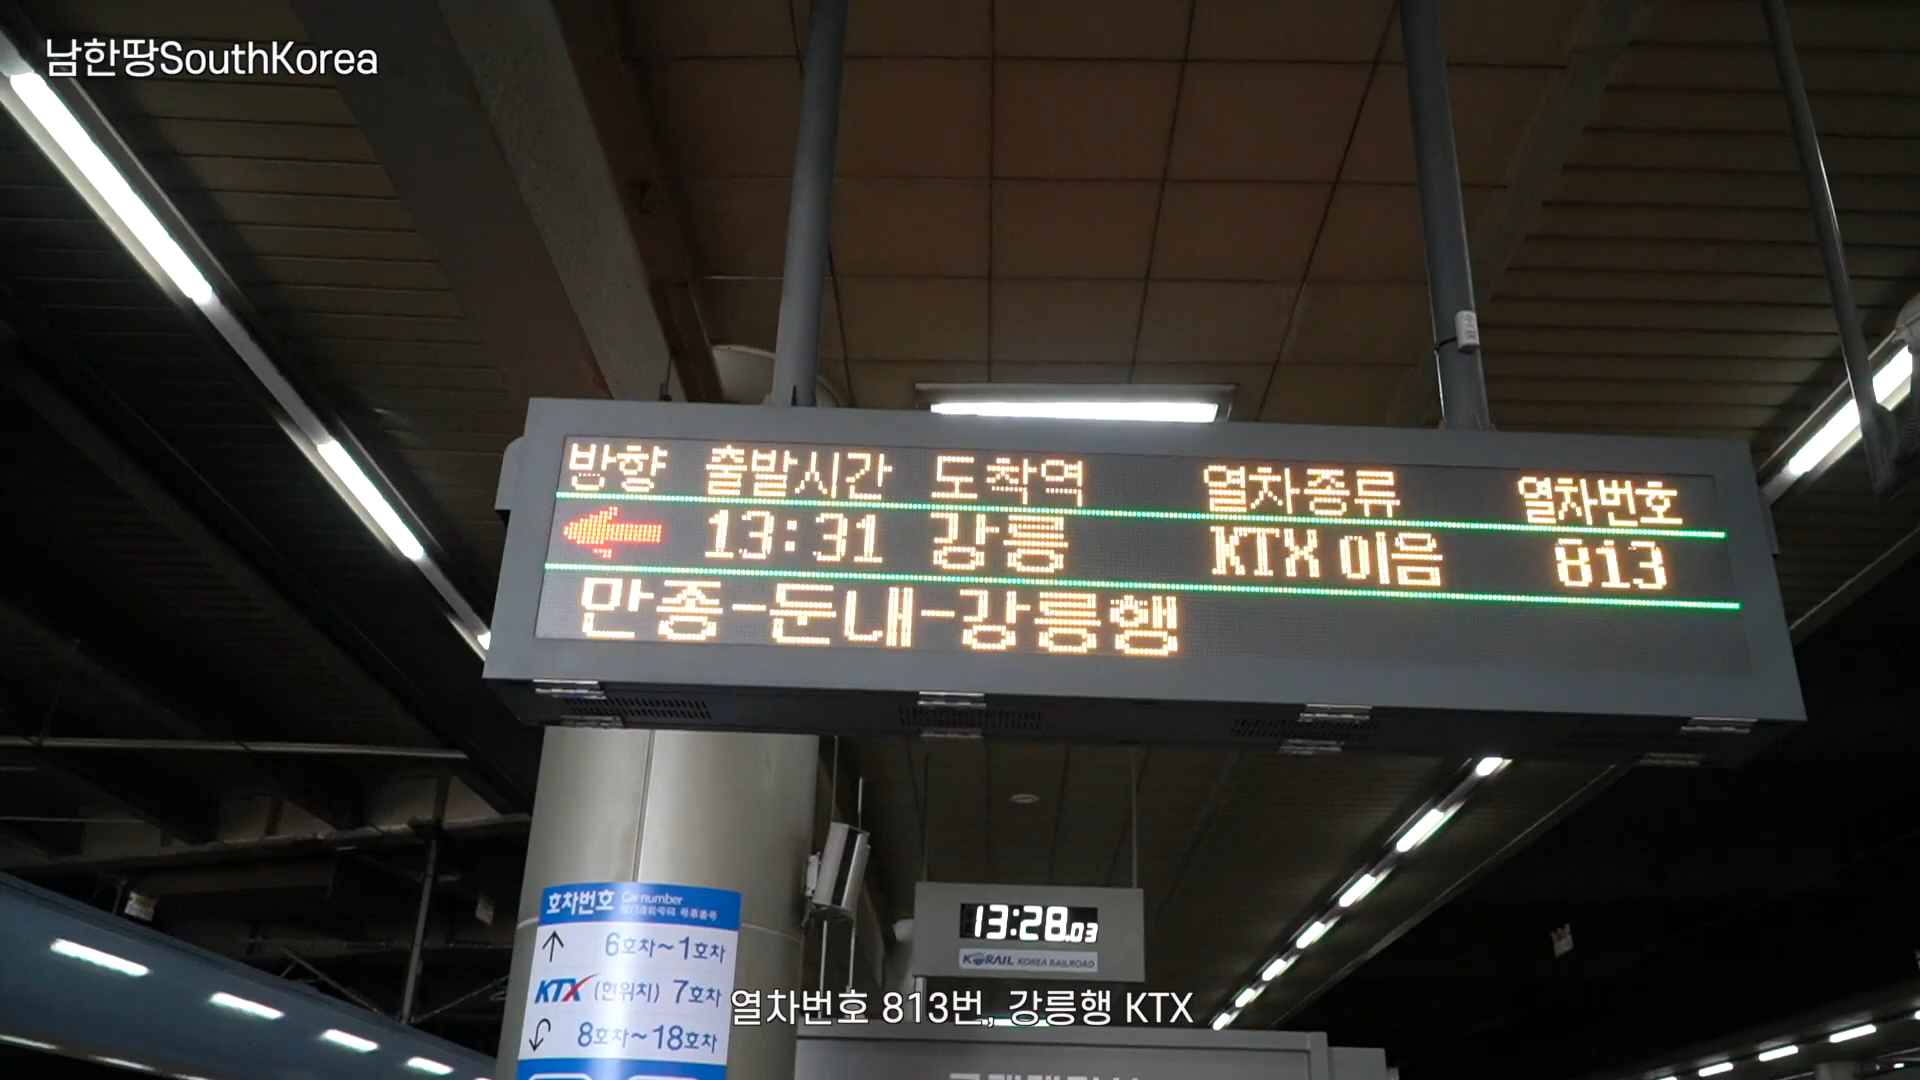 남한땅SouthKorea
방향 출발시간 도착역 열차종류 열차번호
13:31 강릉 KTX 이음 813
만종-둔내-강릉행
호차번호 Car number
6호차~1호차
KTX (현위치) 7호차
8호차~18호차
13:28.03
KORAIL KOREA RAILROAD
열차번호 813번, 강릉행 KTX